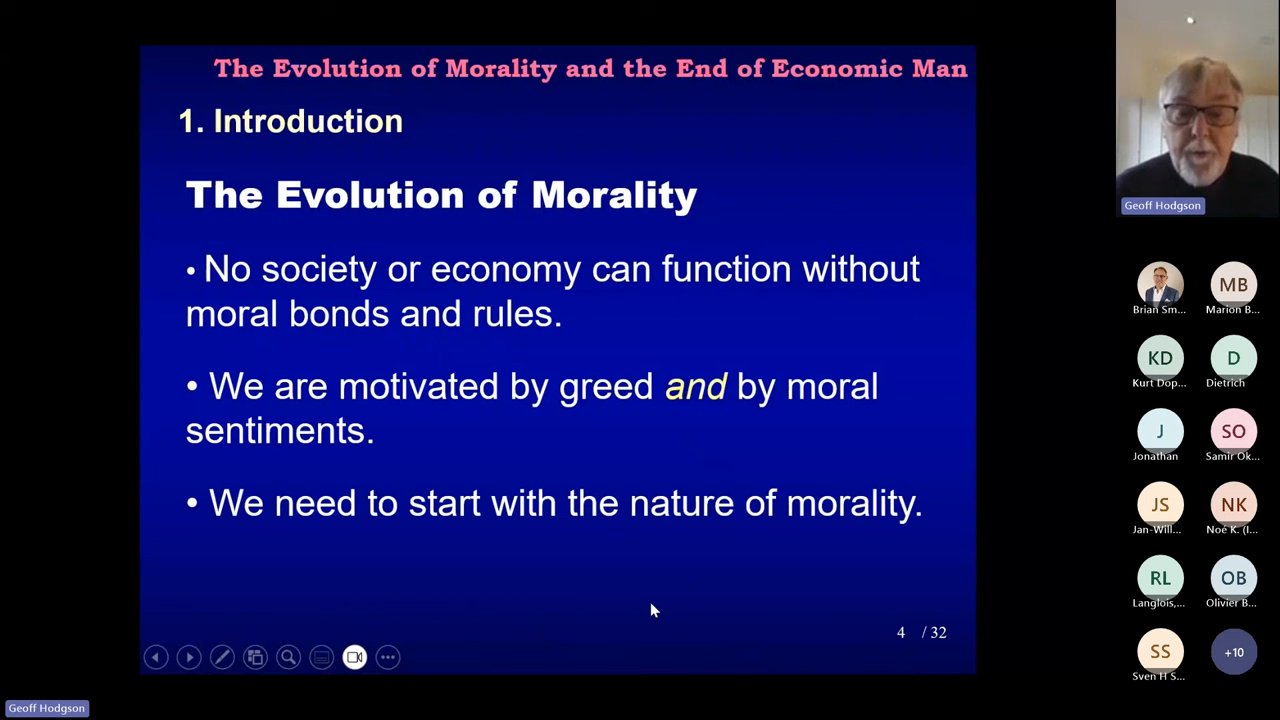 The Evolution of Morality and the End of Economic Man
1. Introduction
The Evolution of Morality
• No society or economy can function without
moral bonds and rules.
• We are motivated by greed and by moral
sentiments.
• We need to start with the nature of morality.
4 / 32
Geoff Hodgson
Brian Sm...
MB
Marion B...
KD
Kurt Dop...
D
Dietrich
J
Jonathan
SO
Samir Ok...
JS
Jan-Will...
NK
Noé K. (I...
RL
Langlois,...
OB
Olivier B...
SS
Sven H S...
+10
Geoff Hodgson